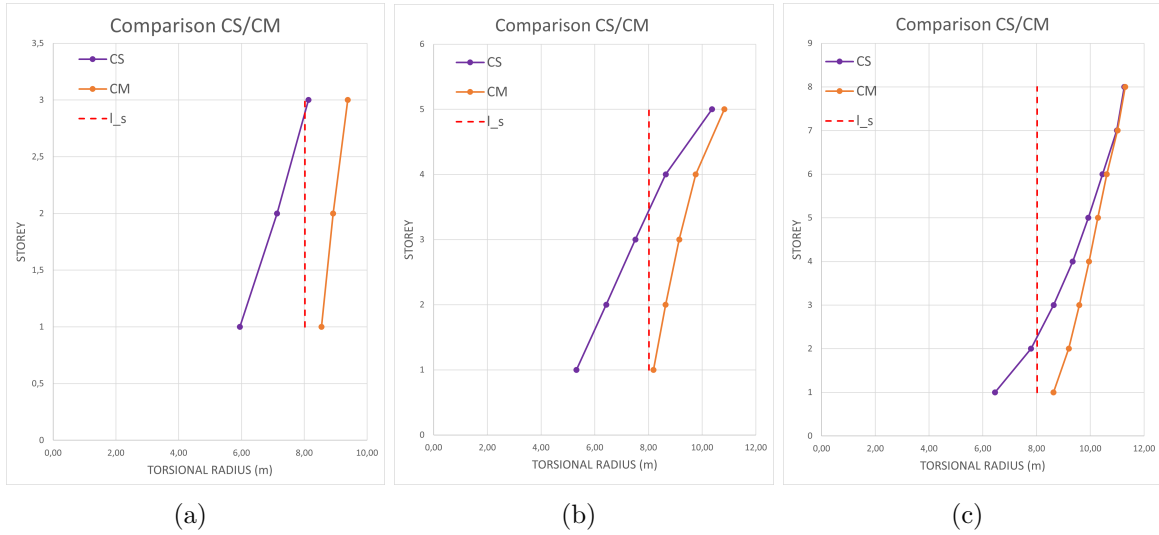 Comparison CS/CM
3,5
3
2,5
2
1,5
1
0,5
0
STOREY
CS
CM
l_s
0,00 2,00 4,00 6,00 8,00 10,00
TORSIONAL RADIUS (m)
(a)
Comparison CS/CM
6
5
4
3
2
1
0
STOREY
CS
CM
l_s
0,00 2,00 4,00 6,00 8,00 10,00 12,00
TORSIONAL RADIUS (m)
(b)
Comparison CS/CM
9
8
7
6
5
4
3
2
1
0
STOREY
CS
CM
l_s
0,00 2,00 4,00 6,00 8,00 10,00 12,00
TORSIONAL RADIUS (m)
(c)